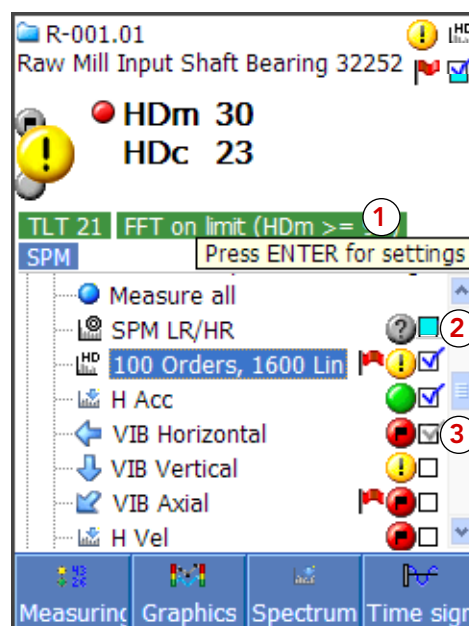 R-001.01
Raw Mill Input Shaft Bearing 32252
HDm 30
HDc 23
TLT 21 FFT on limit (HDm >=
1
SPM
Press ENTER for settings
Measure all
SPM LR/HR
2
100 Orders, 1600 Lin
H Acc
VIB Horizontal
3
VIB Vertical
VIB Axial
H Vel
Measuring Graphics Spectrum Time sign